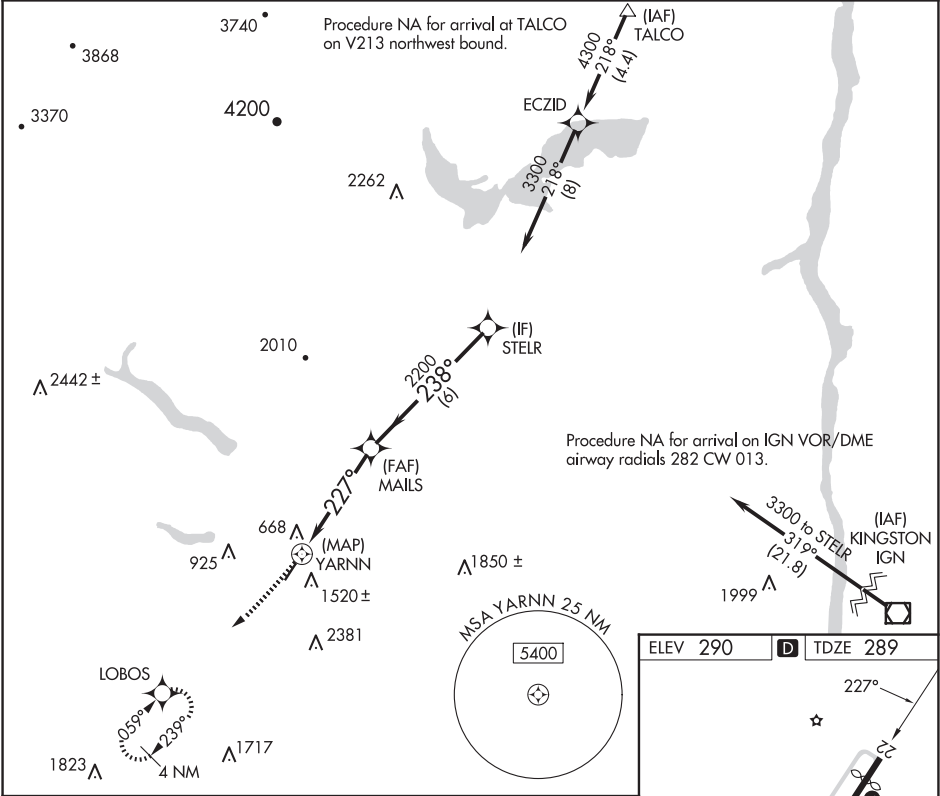 3740
Procedure NA for arrival at TALCO
on V213 northwest bound.
(IAF)
TALCO
3868
4300
218°
(4.4)
3370
4200
ECZID
2262
3300
218°
(8)
(IF)
STELR
2010
2200
238°
(6)
2442 ±
Procedure NA for arrival on IGN VOR/DME
airway radials 282 CW 013.
(FAF)
MAILS
227°
3300 to STELR
319°
(21.8)
(IAF)
KINGSTON
IGN
668
(MAP)
YARNN
925
1850 ±
1520 ±
1999
2381
MSA YARNN 25 NM
5400
ELEV 290
D
TDZE 289
LOBOS
059°
239°
4 NM
1717
1823
227°
22